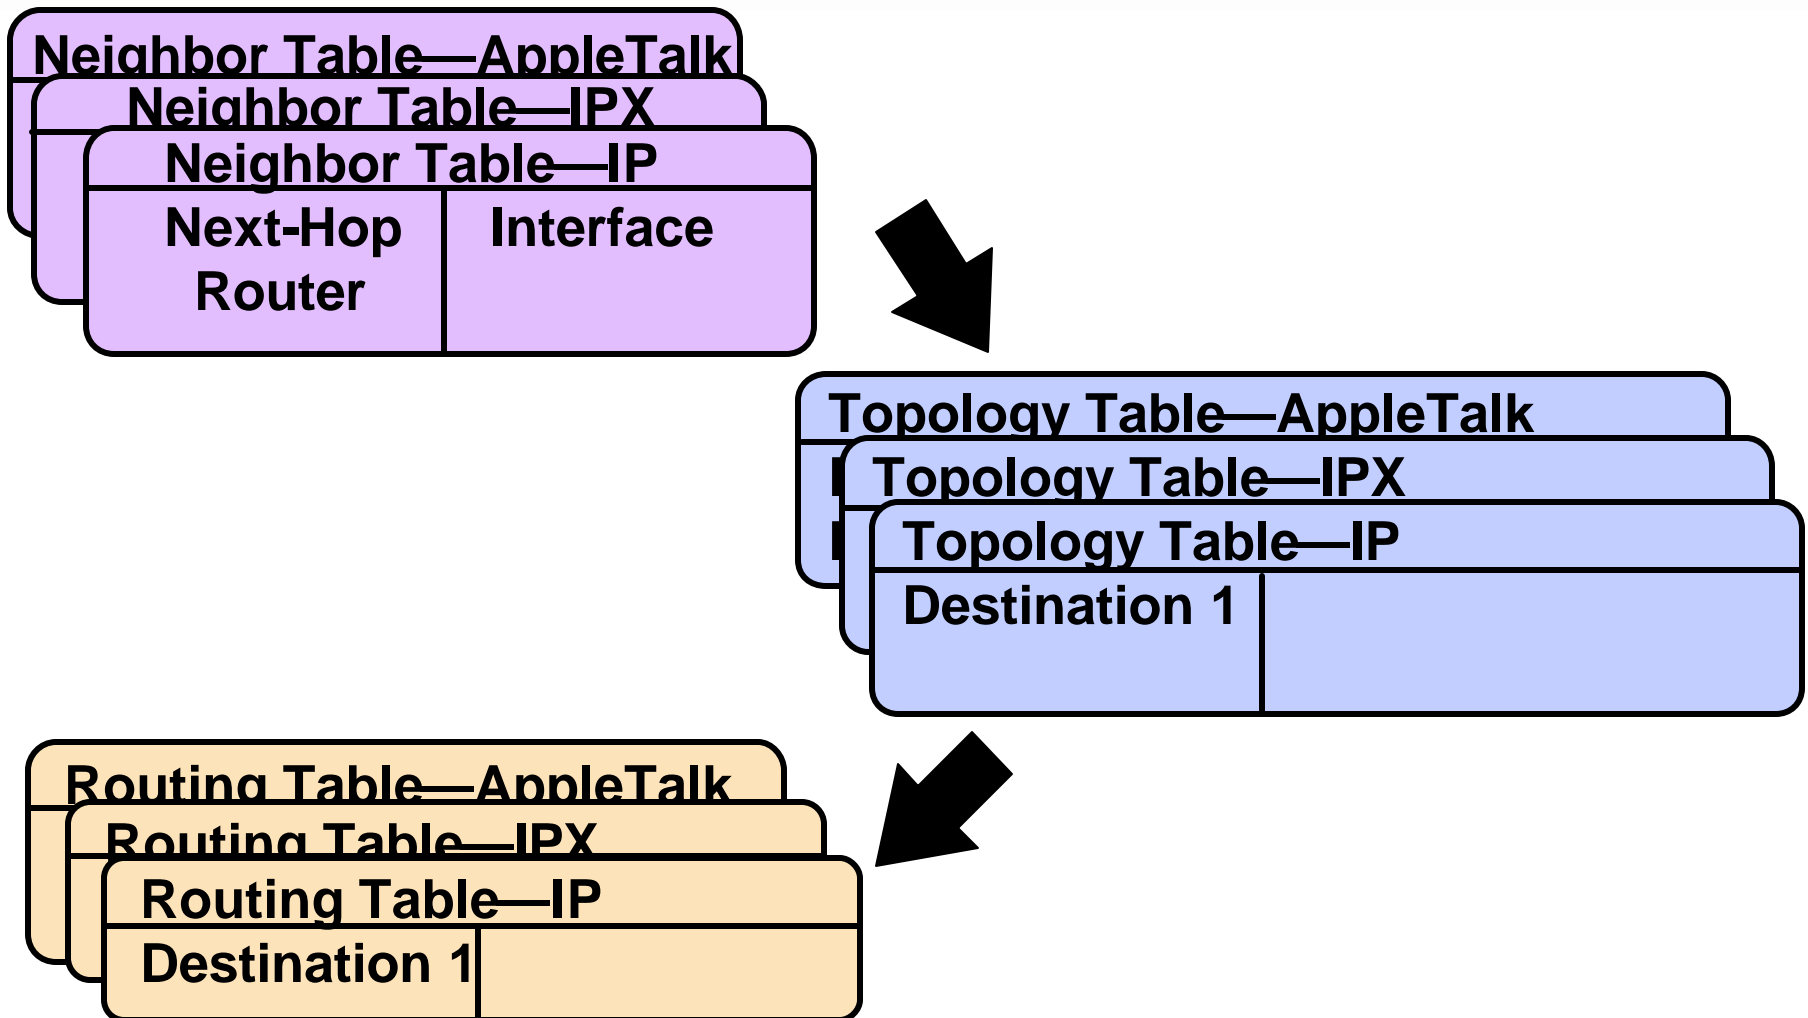 Neighbor Table—AppleTalk
Neighbor Table—IPX
Neighbor Table—IP
Next-Hop Router
Interface
Topology Table—AppleTalk
Topology Table—IPX
Topology Table—IP
Destination 1
Routing Table—AppleTalk
Routing Table—IPX
Routing Table—IP
Destination 1